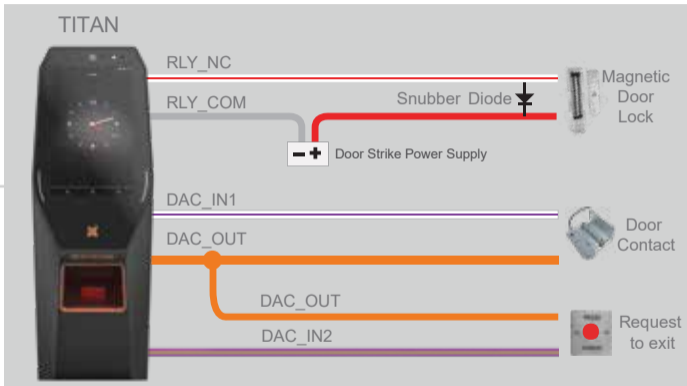 TITAN
RLY_NC
RLY_COM
Snubber Diode
Magnetic
Door
Lock
Door Strike Power Supply
DAC_IN1
DAC_OUT
Door
Contact
DAC_OUT
DAC_IN2
Request
to exit